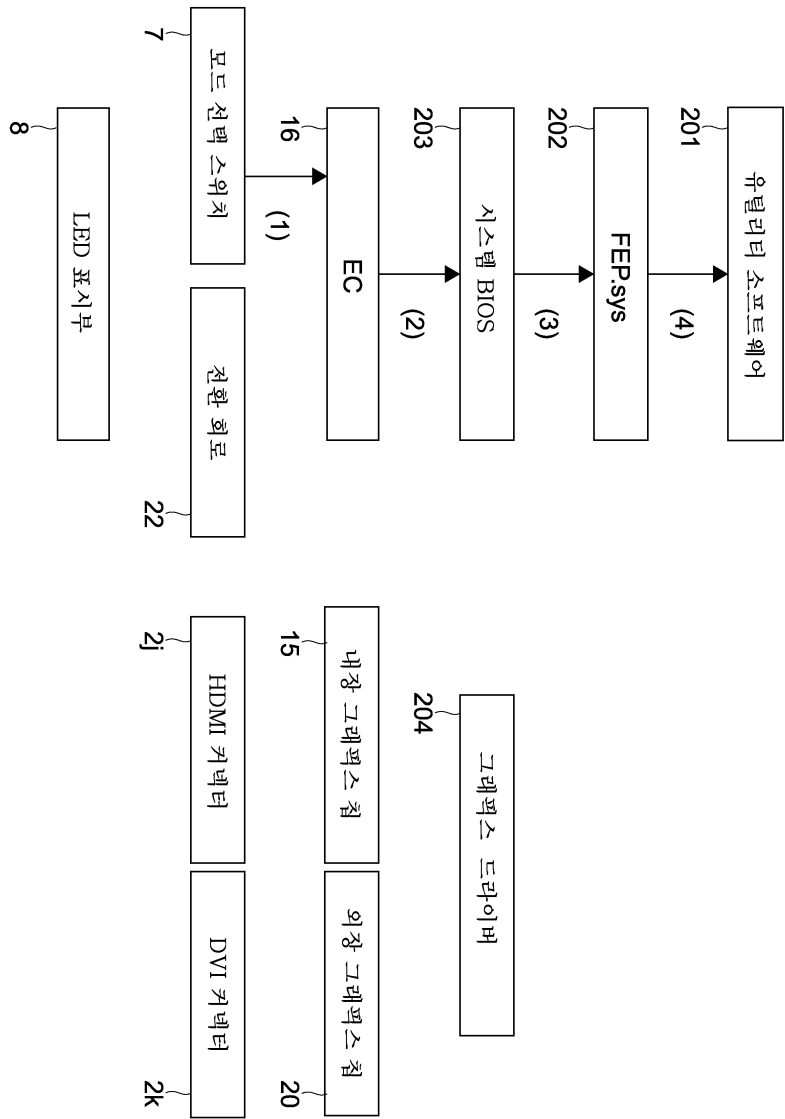 201
유틸리티 소프트웨어
(4)
202
FEP.sys
(3)
203
시스템 BIOS
204
그래픽스 드라이버
(2)
16
EC
15
내장 그래픽스 칩
외장 그래픽스 칩
20
(1)
7
모드 선택 스위치
전환 회로
22
2j
HDMI 커넥터
DVI 커넥터
2k
8
LED 표시부